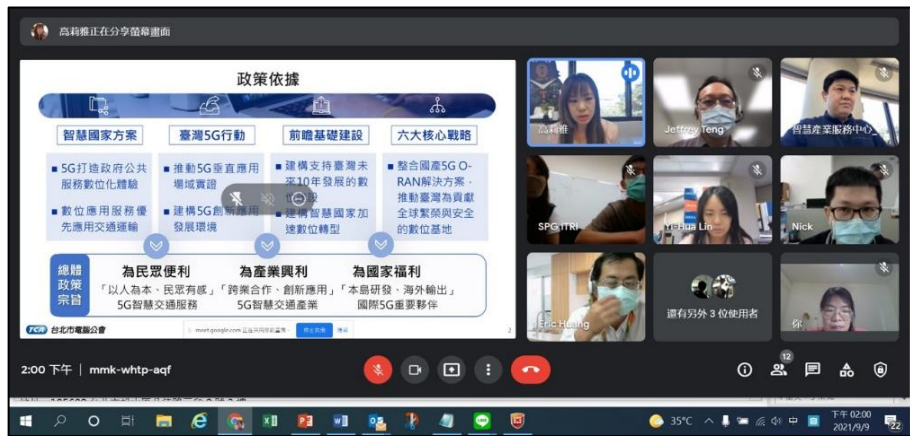 高莉雅正在分享螢幕畫面
政策依據
智慧國家方案
臺灣5G行動
前瞻基礎建設
六大核心戰略
■ 5G打造政府公共
服務數位化體驗
■ 數位應用服務優
先應用交通運輸
■ 推動5G垂直應用
場域實證
■ 建構5G創新應用
發展環境
■ 建構支持臺灣未
來10年發展的數
■ 建構智慧國家加
速數位轉型
■ 整合國產5G O-
RAN解決方案,
推動臺灣為貢獻
全球繁榮與安全
的數位基地
總體
政策
宗旨
為民眾便利
「以人為本、民眾有感」
5G智慧交通服務
為產業興利
「跨業合作、創新應用」
5G智慧交通產業
為國家福利
「本島研發、海外輸出」
國際5G重要夥伴
TCA 台北市電腦公會
2
高莉雅
Jeffrey Teng
智慧產業服務中心_
SPG ITRI
Yi-Hua Lin
Nick
Eric Huang
還有另外 3 位使用者
你
2:00 下午 | mmk-whtp-aqf
12
35°C
中
下午 02:00
2021/9/9
22